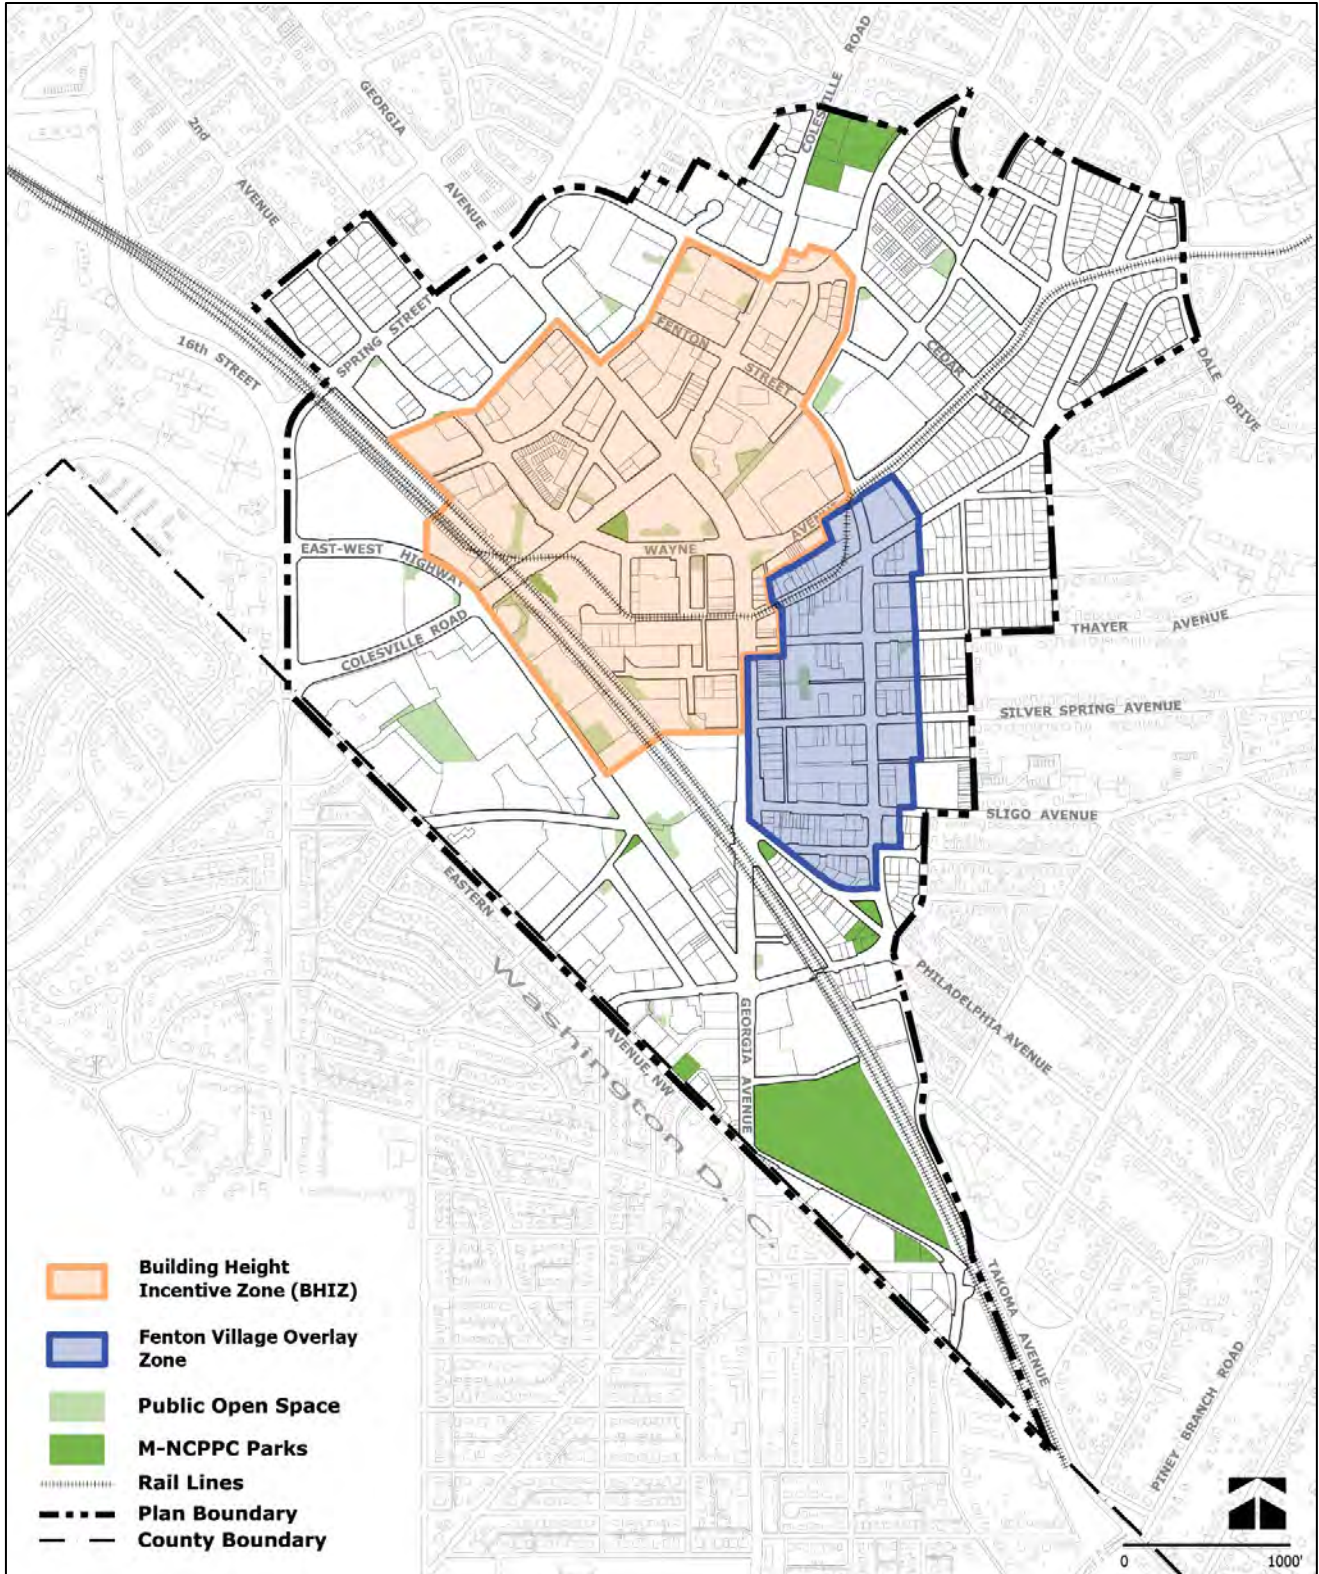 COLESVILLE ROAD
GEORGIA
AVENUE
2nd
AVENUE
SPRING STREET
16th STREET
FENTON
STREET
CEDAR
STREET
DALE
DRIVE
AVENUE
WAYNE
EAST-WEST
HIGHWAY
COLESVILLE ROAD
THAYER AVENUE
SILVER SPRING AVENUE
SLIGO AVENUE
EASTERN
AVENUE, NW
Washington D. C.
PHILADELPHIA AVENUE
GEORGIA AVENUE
TAKOMA AVENUE
PINEY BRANCH ROAD
Building Height
Incentive Zone (BHIZ)
Fenton Village Overlay
Zone
Public Open Space
M-NCPPC Parks
Rail Lines
Plan Boundary
County Boundary
0 1000'